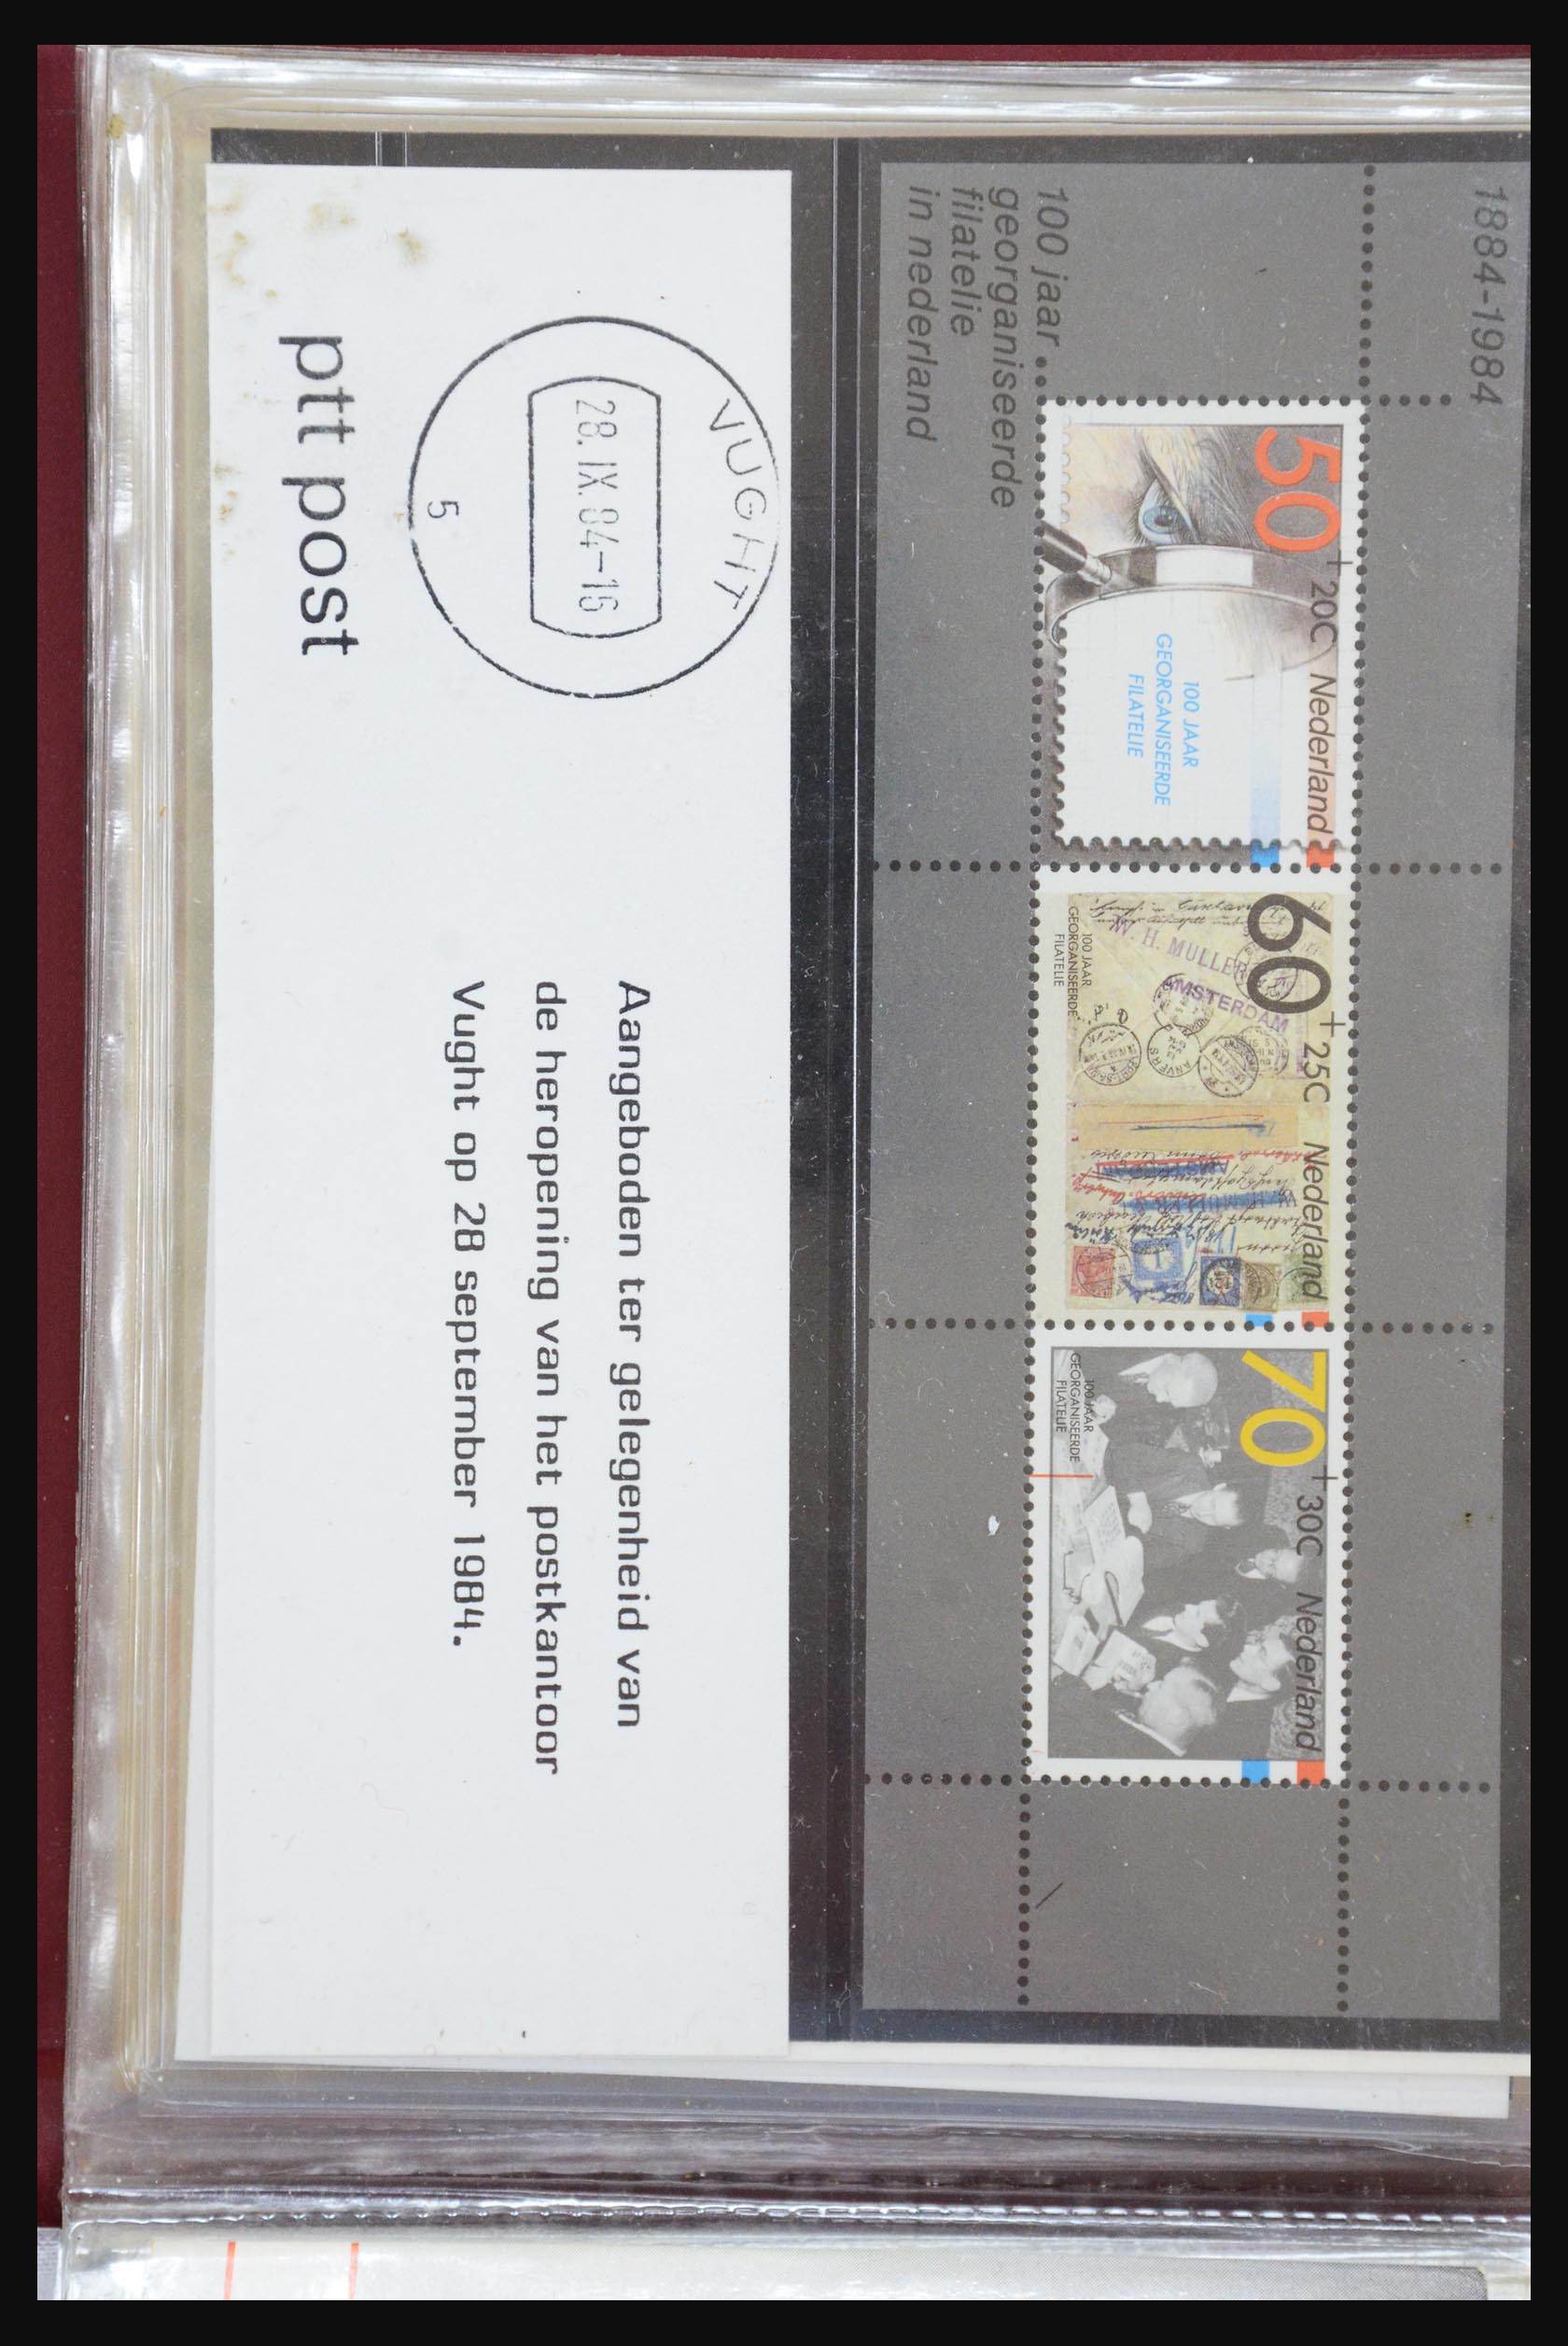 1884-1984
50 +20C Nederland
100 JAAR
GEORGANISEERDE
FILATELIE
60 +25C Nederland
W. H. MULLER
AMSTERDAM
ANVERS
100 JAAR
GEORGANISEERDE
FILATELIE
70 +30C Nederland
100 JAAR
GEORGANISEERDE
FILATELIE
100 jaar
georganiseerde
filatelie
in nederland
VUGHT
28.IX.84-16
5
Aangeboden ter gelegenheid van
de heropening van het postkantoor
Vught op 28 september 1984.
ptt post